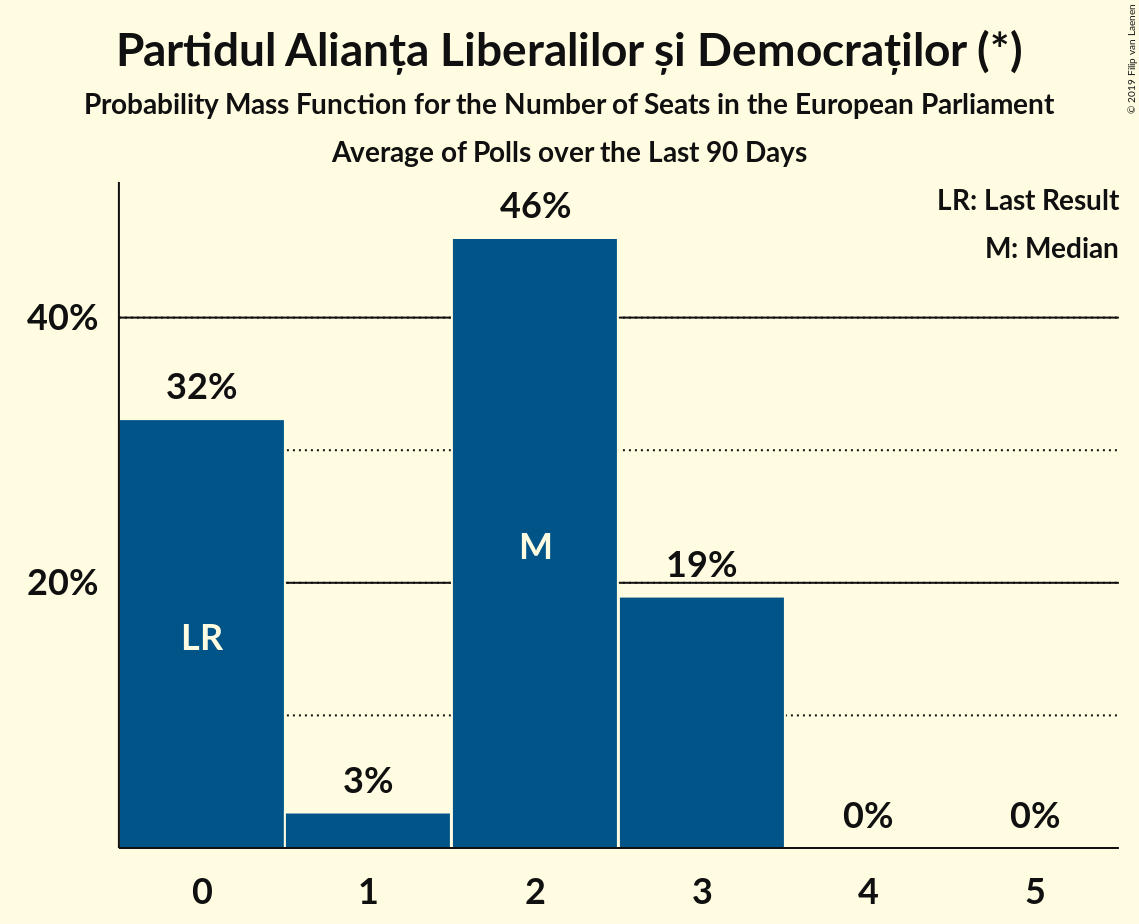 Partidul Alianța Liberalilor și Democraților (*)
Probability Mass Function for the Number of Seats in the European Parliament
Average of Polls over the Last 90 Days
© 2019 Filip van Laenen
LR: Last Result
M: Median
46%
40%
32%
M
19%
20%
LR
3%
0%
0%
0 1 2 3 4 5